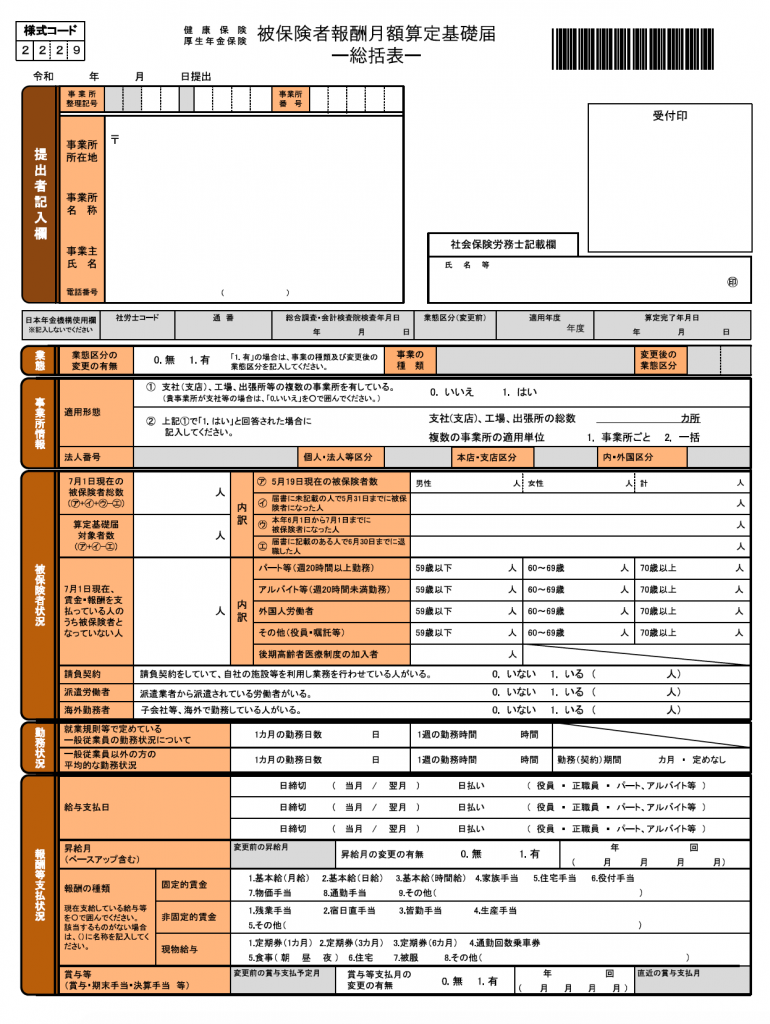 様式コード
2 2 2 9
健康保険
厚生年金保険
被保険者報酬月額算定基礎届
ー総括表ー
令和 年 月 日提出
提出者記入欄
事業所
整理記号
事業所
番号
受付印
事業所
所在地
〒
事業所
名称
事業主
氏名
電話番号
( )
社会保険労務士記載欄
氏名等
㊞
日本年金機構使用欄
※記入しないでください
社労士コード
通番
総合調査・会計検査院検査年月日
年 月 日
業態区分(変更前)
適用年度
年度
算定完了年月日
年 月 日
業態
業態区分の
変更の有無
0. 無 1. 有
「1. 有」の場合は、事業の種類及び変更後の
業態区分を記入してください。
事業の
種類
変更後の
業態区分
事業所情報
適用形態
① 支社(支店)、工場、出張所等の複数の事業所を有している。
(貴事業所が支社等の場合は、「0.いいえ」を〇で囲んでください。)
0. いいえ 1. はい
② 上記①で「1. はい」と回答された場合に
記入してください。
支社(支店)、工場、出張所の総数 カ所
複数の事業所の適用単位 1. 事業所ごと 2. 一括
法人番号
個人・法人等区分
本店・支店区分
内・外国区分
被保険者状況
7月1日現在の
被保険者総数
(㋐+㋑+㋒-㋓)
人
算定基礎届
対象者数
(㋐+㋑-㋓)
人
内訳
㋐ 5月19日現在の被保険者数
男性 人 女性 人 計 人
㋑ 届書に未記載の人で5月31日までに被保
険者になった人
人
㋒ 本年6月1日から7月1日までに
被保険者になった人
人
㋓ 届書に記載のある人で6月30日までに退
職した人
人
7月1日現在、
賃金・報酬を支
払っている人の
うち被保険者と
なっていない人
人
内訳
パート等(週20時間以上勤務) 59歳以下 人 60～69歳 人 70歳以上 人
アルバイト等(週20時間未満勤務) 59歳以下 人 60～69歳 人 70歳以上 人
外国人労働者 59歳以下 人 60～69歳 人 70歳以上 人
その他(役員・嘱託等) 59歳以下 人 60～69歳 人 70歳以上 人
後期高齢者医療制度の加入者 人
請負契約 請負契約をしていて、自社の施設等を利用し業務を行わせている人がいる。 0. いない 1. いる ( 人)
派遣労働者 派遣業者から派遣されている労働者がいる。 0. いない 1. いる ( 人)
海外勤務者 子会社等、海外で勤務している人がいる。 0. いない 1. いる ( 人)
勤務状況
就業規則等で定めている
一般従業員の勤務状況について
1カ月の勤務日数 日 1週の勤務時間 時間
一般従業員以外の方の
平均的な勤務状況
1カ月の勤務日数 日 1週の勤務時間 時間 勤務(契約)期間 カ月 ・ 定めなし
報酬等支払状況
給与支払日
日締切 ( 当月 / 翌月 ) 日払い ( 役員 ・ 正職員 ・ パート、アルバイト等 )
日締切 ( 当月 / 翌月 ) 日払い ( 役員 ・ 正職員 ・ パート、アルバイト等 )
日締切 ( 当月 / 翌月 ) 日払い ( 役員 ・ 正職員 ・ パート、アルバイト等 )
昇給月
(ベースアップ含む)
変更前の昇給月
昇給月の変更の有無 0. 無 1. 有
年 回
( 月 月 月 月)
報酬の種類
現在支給している給与等
を〇で囲んでください。
該当するものがない場合
は、( )に名称を記入してく
ださい。
固定的賃金
1.基本給(月給) 2.基本給(日給) 3.基本給(時間給) 4.家族手当 5.住宅手当 6.役付手当
7.物価手当 8.通勤手当 9.その他( )
非固定的賃金
1.残業手当 2.宿日直手当 3.皆勤手当 4.生産手当
5.その他( )
現物給与
1.定期券(1カ月) 2.定期券(3カ月) 3.定期券(6カ月) 4.通勤回数乗車券
5.食事( 朝 昼 夜 ) 6.住宅 7.被服 8.その他( )
賞与等
(賞与・期末手当・決算手当 等)
変更前の賞与支払予定月
賞与等支払月の
変更の有無
0. 無 1. 有
年 回
( 月 月 月 月)
直近の賞与支払月